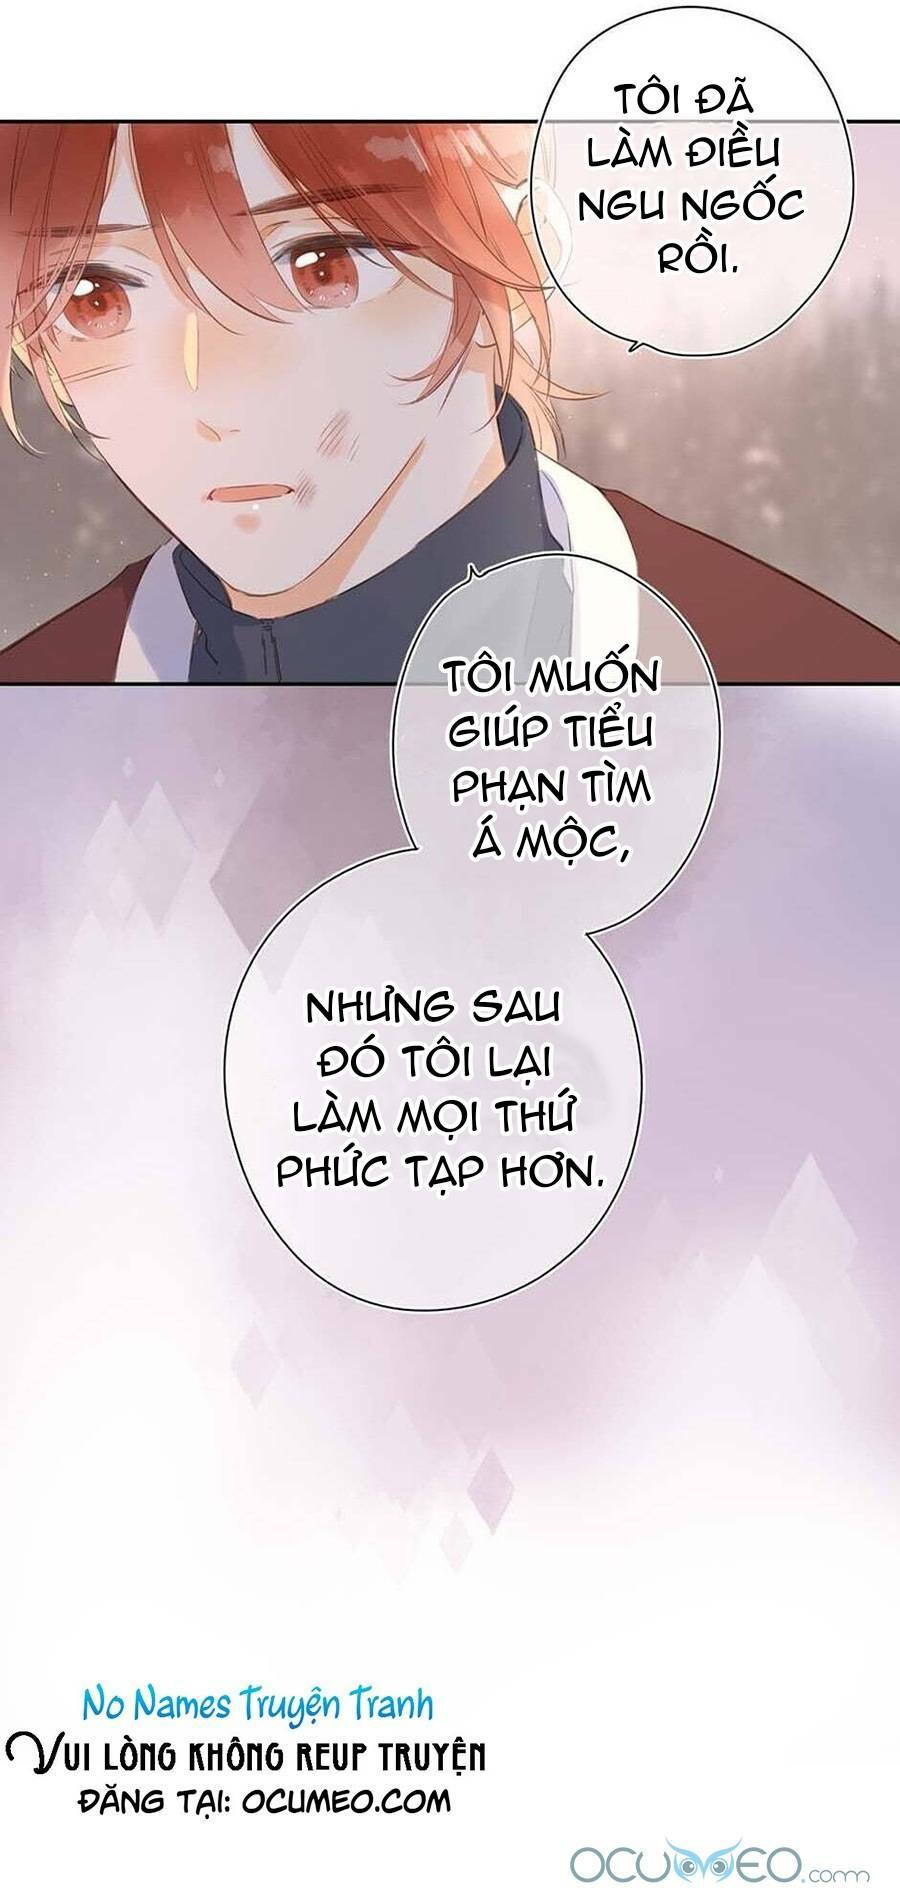 TÔI ĐÃ
LÀM ĐIỀU
NGU NGỐC
RỒI.
TÔI MUỐN
GIÚP TIỂU
PHẠN TÌM
Á MỘC,
NHƯNG SAU
ĐÓ TÔI LẠI
LÀM MỌI THỨ
PHỨC TẠP HƠN.
No Names Truyện Tranh
VUI LÒNG KHÔNG REUP TRUYỆN
ĐĂNG TẠI: OCUMEO.COM
OCUMEO.com